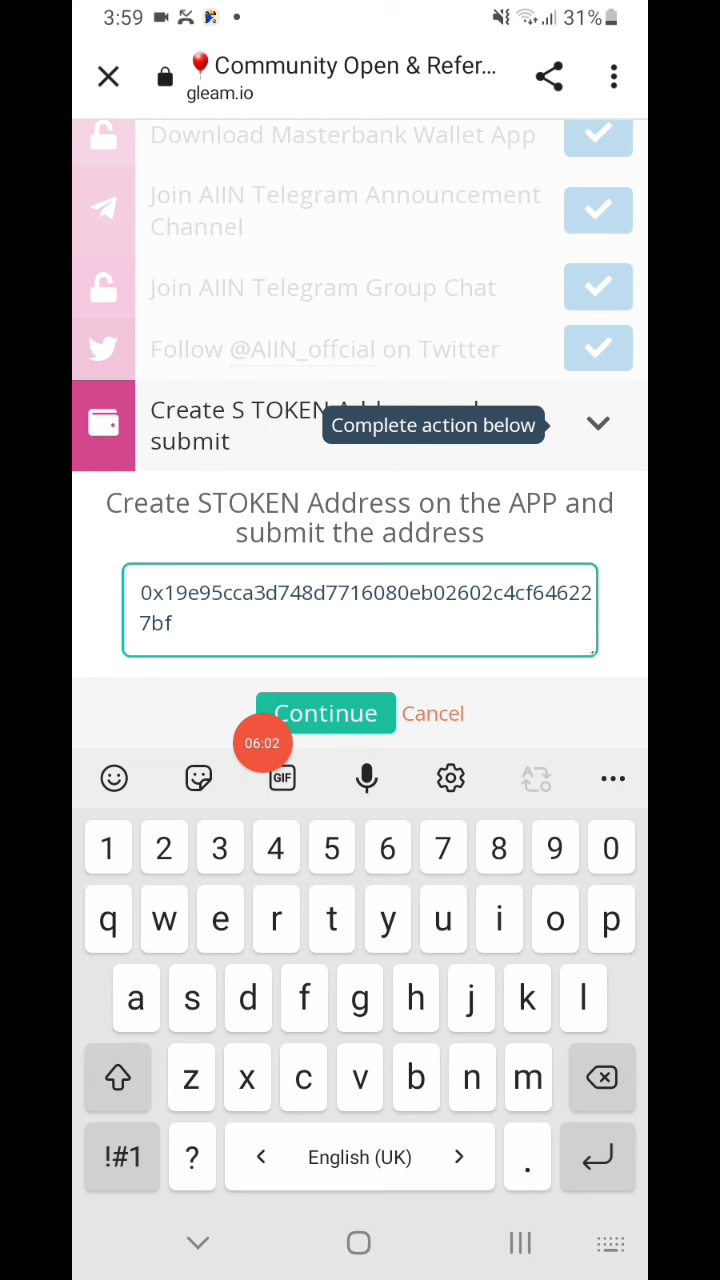 3:59
31%
🎈Community Open & Refer...
gleam.io
Download Masterbank Wallet App
Join AIIN Telegram Announcement
Channel
Join AIIN Telegram Group Chat
Follow @AIIN_offcial on Twitter
Create S TOKEN
submit
Complete action below
Create STOKEN Address on the APP and
submit the address
0x19e95cca3d748d7716080eb02602c4cf64622
7bf
Continue Cancel
06:02
GIF
1 2 3 4 5 6 7 8 9 0
q w e r t y u i o p
a s d f g h j k l
z x c v b n m
!#1 ? < English (UK) > .